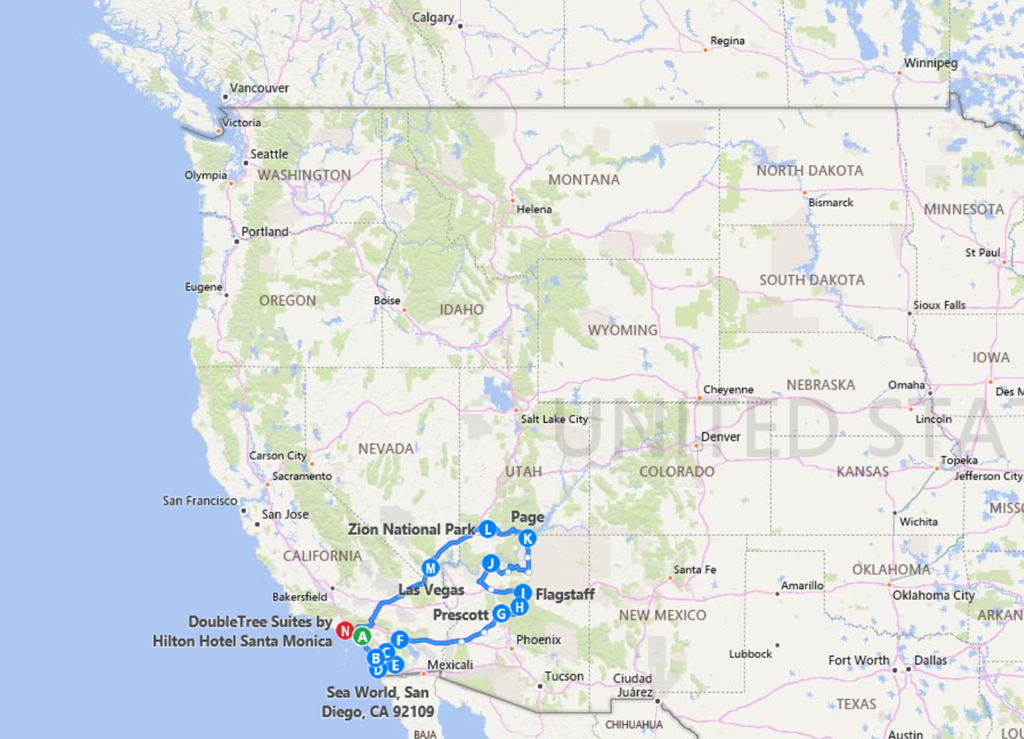 Calgary
Regina
Winnipeg
Vancouver
Victoria
Seattle
Olympia
WASHINGTON
MONTANA
NORTH DAKOTA
Helena
Bismarck
MINNESOTA
Portland
St Paul
Eugene
OREGON
Boise
IDAHO
SOUTH DAKOTA
WYOMING
Sioux Falls
IOWA
Cheyenne
NEBRASKA
Omaha
Des M
Salt Lake City
UNITED STA
Lincoln
Denver
Carson City
NEVADA
Sacramento
UTAH
COLORADO
KANSAS
Topeka
Jefferson City
San Francisco
San Jose
Page
Zion National Park
L
K
Wichita
MISS
CALIFORNIA
M
J
Santa Fe
OKLAHOMA
Amarillo
Las Vegas
I
Flagstaff
Oklahoma City
Bakersfield
H
Prescott
G
NEW MEXICO
ARKAN
DoubleTree Suites by
Hilton Hotel Santa Monica
N
A
F
Phoenix
Lubbock
B
C
D
E
Mexicali
Fort Worth
Dallas
Tucson
Ciudad
Juárez
Sea World, San
Diego, CA 92109
TEXAS
CHIHUAHUA
BAJA
Austin
LOU